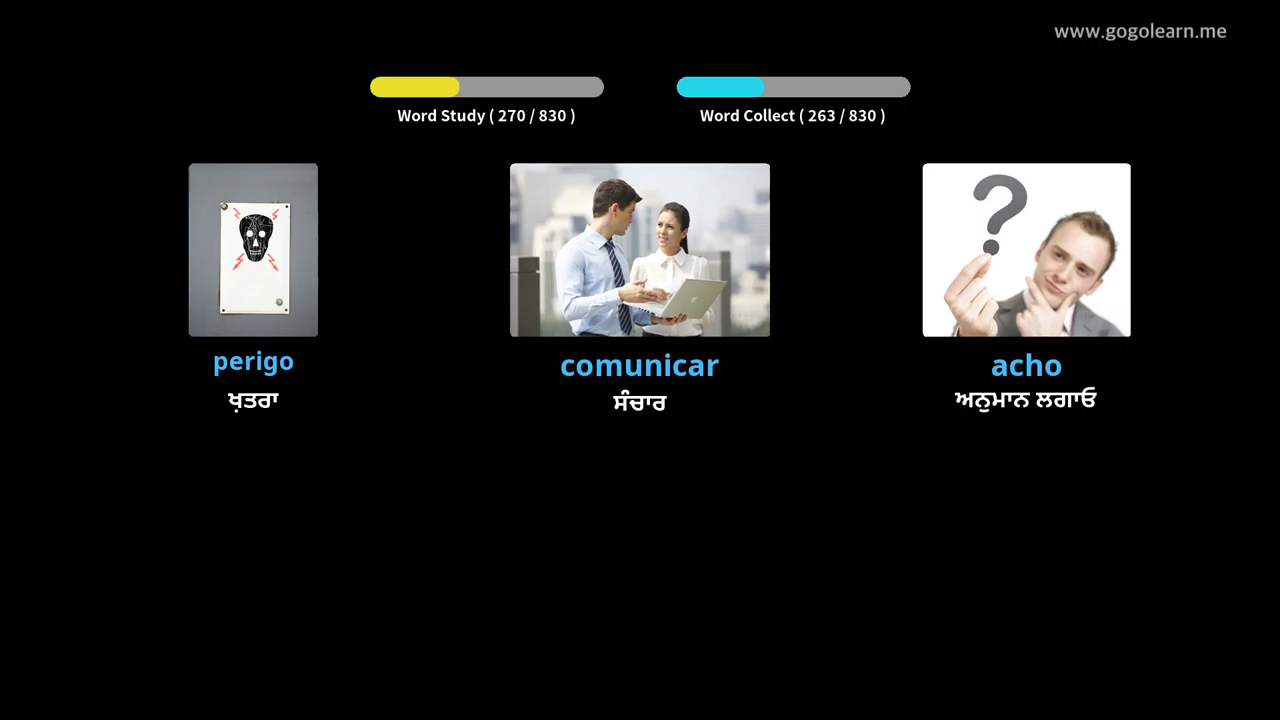 www.gogolearn.me
Word Study ( 270 / 830 )
Word Collect ( 263 / 830 )
perigo
comunicar
acho
ਖ਼ਤਰਾ
ਸੰਚਾਰ
ਅਨੁਮਾਨ ਲਗਾਓ